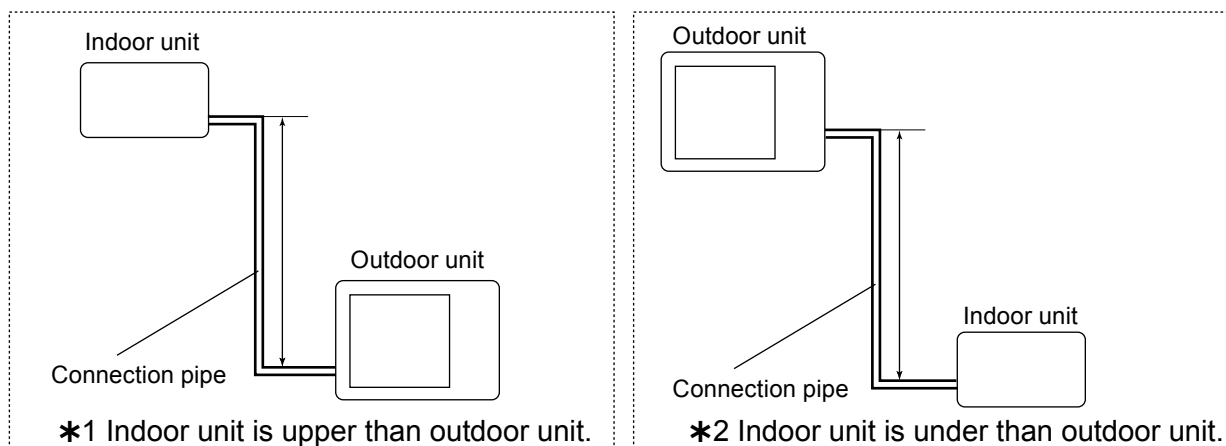 Indoor unit
Outdoor unit
Connection pipe
✱1 Indoor unit is upper than outdoor unit.
Outdoor unit
Indoor unit
Connection pipe
✱2 Indoor unit is under than outdoor unit.